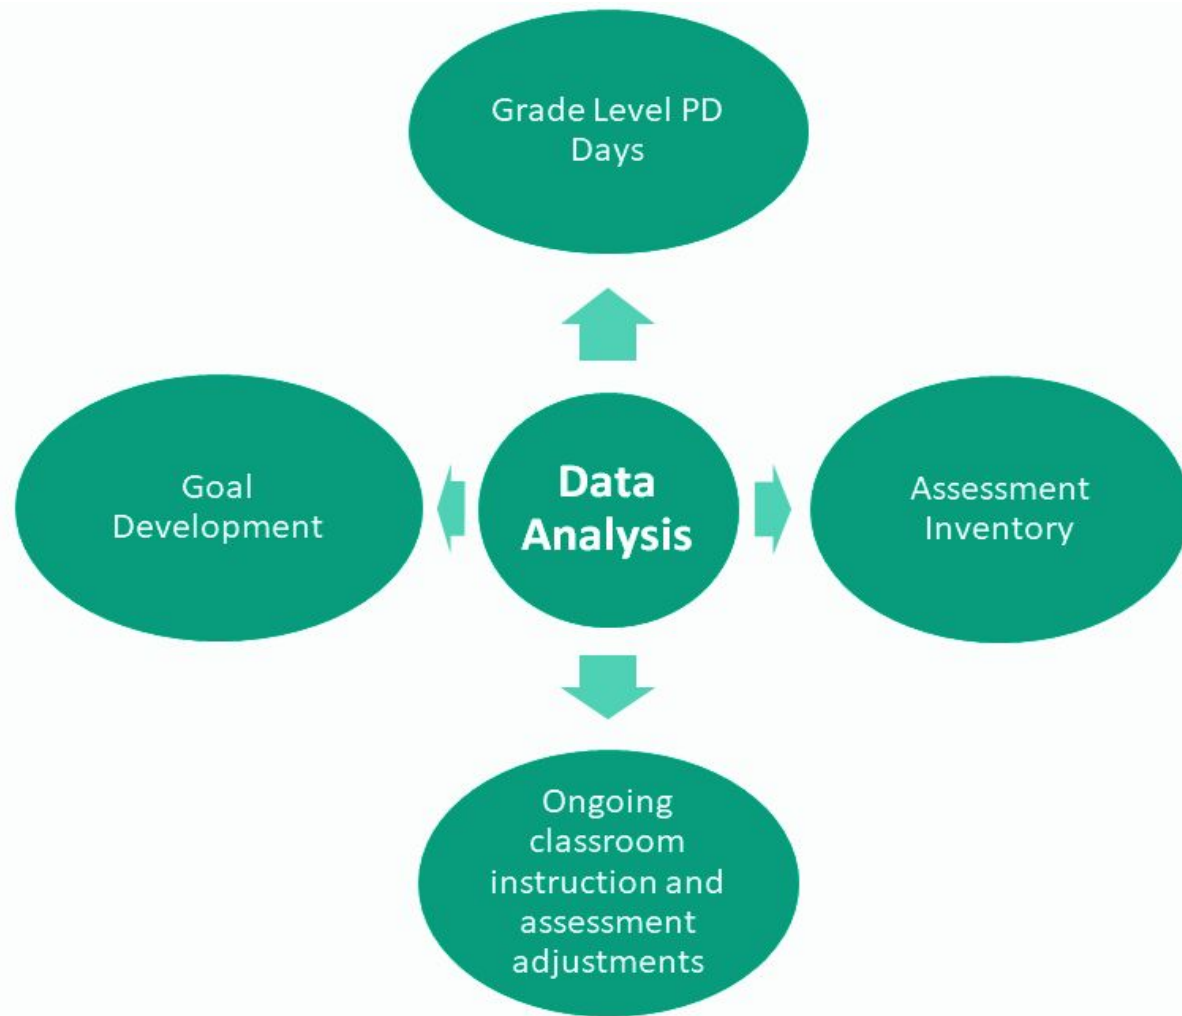 Grade Level PD
Days
Goal
Development
Data
Analysis
Assessment
Inventory
Ongoing
classroom
instruction and
assessment
adjustments